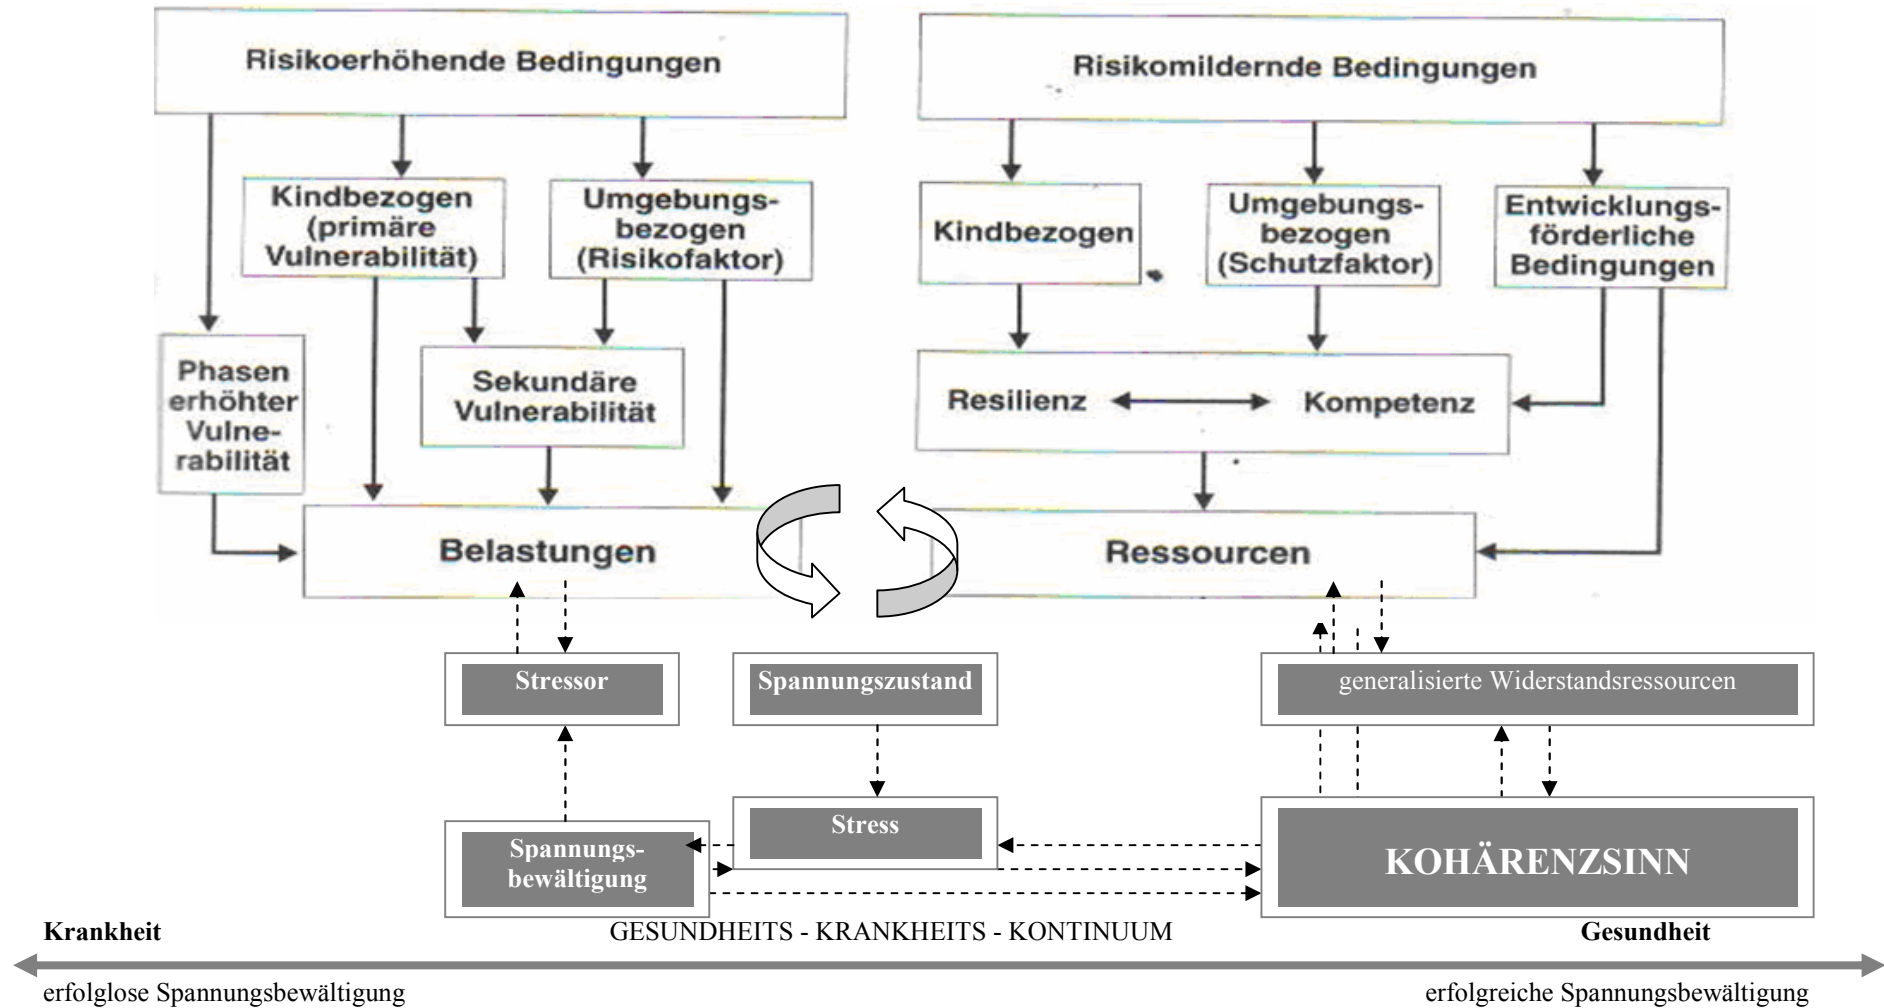 Risikoerhöhende Bedingungen
Risikomildernde Bedingungen
Kindbezogen
(primäre
Vulnerabilität)
Umgebungs-
bezogen
(Risikofaktor)
Kindbezogen
Umgebungs-
bezogen
(Schutzfaktor)
Entwicklungs-
förderliche
Bedingungen
Phasen
erhöhter
Vulne-
rabilität
Sekundäre
Vulnerabilität
Resilienz
Kompetenz
Belastungen
Ressourcen
Stressor
Spannungszustand
generalisierte Widerstandsressourcen
Stress
Spannungs-
bewältigung
KOHÄRENZSINN
Krankheit
GESUNDHEITS - KRANKHEITS - KONTINUUM
Gesundheit
erfolglose Spannungsbewältigung
erfolgreiche Spannungsbewältigung